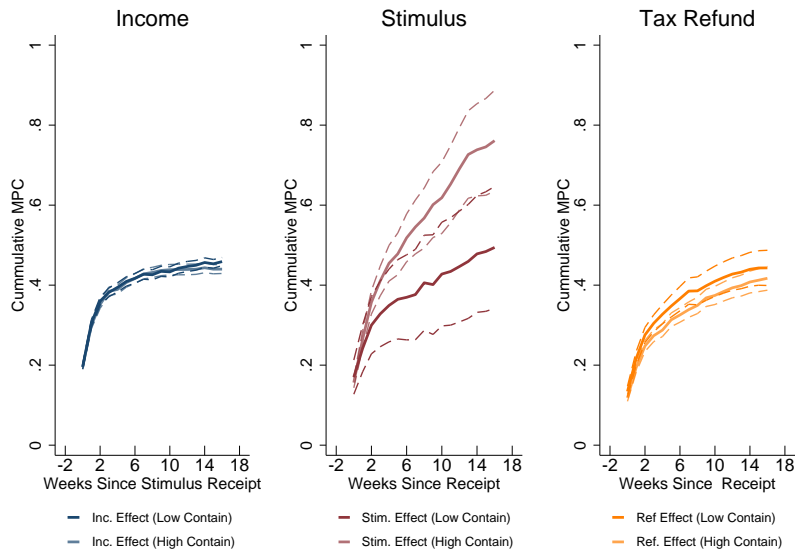 Income
Stimulus
Tax Refund
Cummulative MPC
1
.8
.6
.4
.2
0
-2 2 6 10 14 18
Weeks Since Stimulus Receipt
Inc. Effect (Low Contain)
Inc. Effect (High Contain)
Cummulative MPC
1
.8
.6
.4
.2
0
-2 2 6 10 14 18
Weeks Since Receipt
Stim. Effect (Low Contain)
Stim. Effect (High Contain)
Cummulative MPC
1
.8
.6
.4
.2
0
-2 2 6 10 14 18
Weeks Since  Receipt
Ref Effect (Low Contain)
Ref. Effect (High Contain)